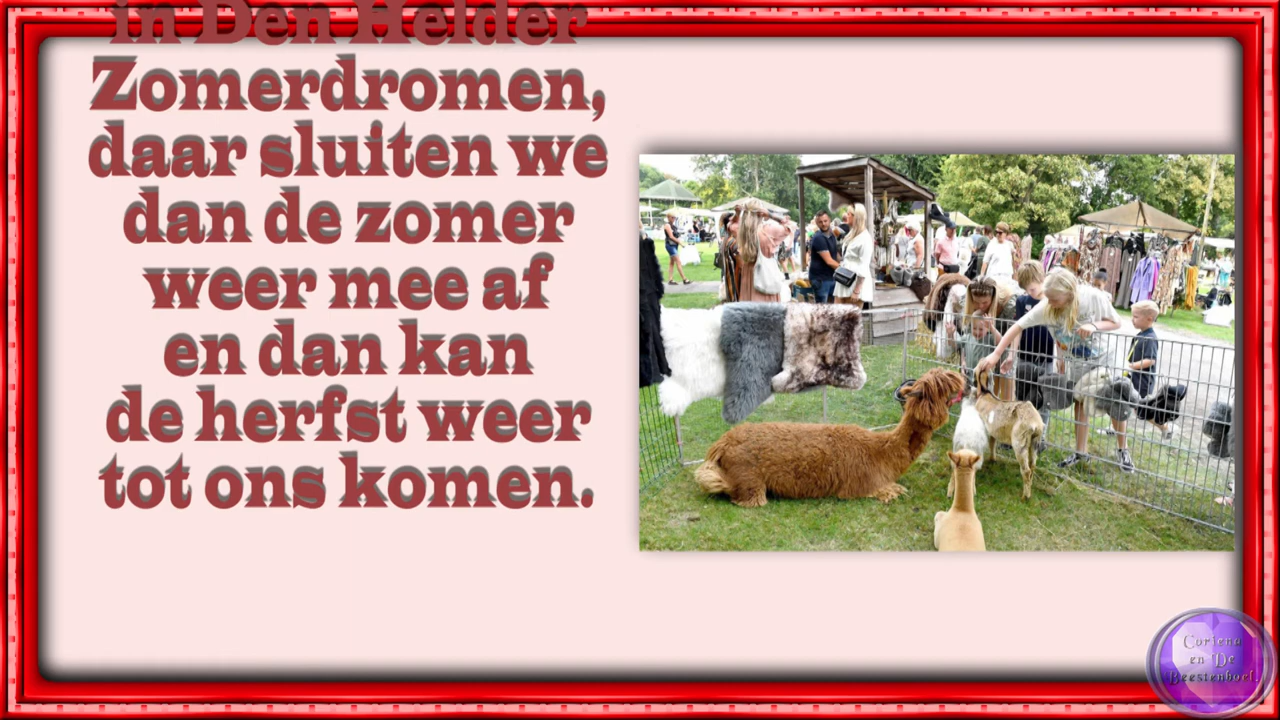 in Den Helder
Zomerdromen,
daar sluiten we
dan de zomer
weer mee af
en dan kan
de herfst weer
tot ons komen.
Coriena
en De
Beestenboel